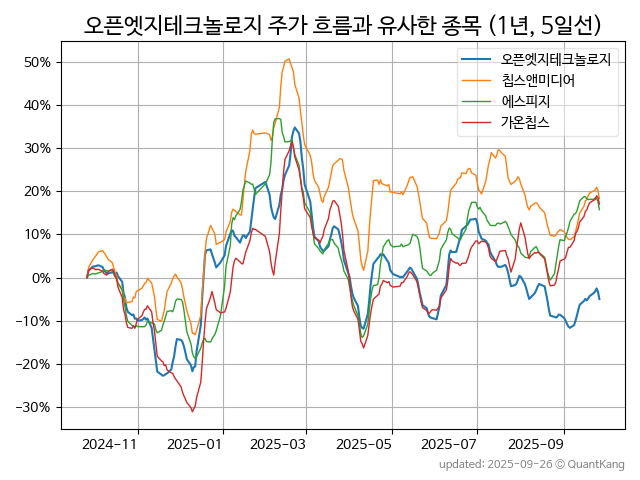 오픈엣지테크놀로지 주가 흐름과 유사한 종목 (1년, 5일선)
오픈엣지테크놀로지
칩스앤미디어
에스피지
가온칩스
50%
40%
30%
20%
10%
0%
−10%
−20%
−30%
2024-11 2025-01 2025-03 2025-05 2025-07 2025-09
updated: 2025-09-26 © QuantKang